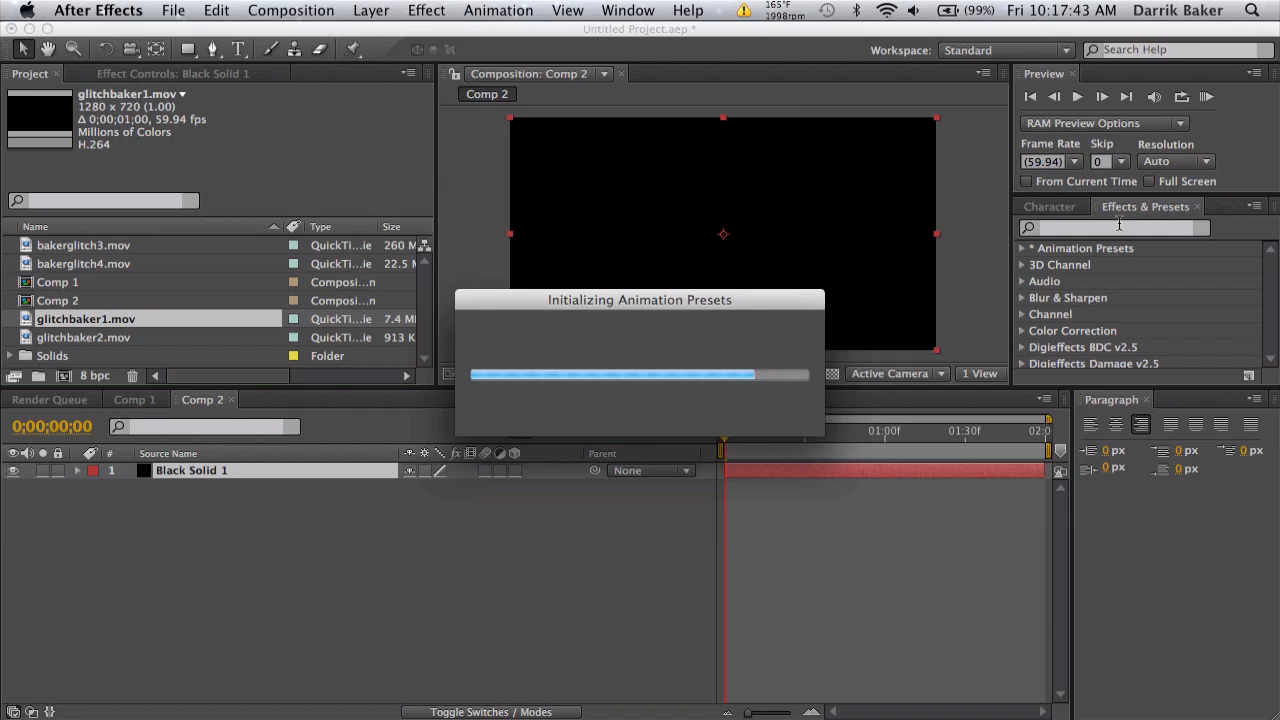 After Effects File Edit Composition Layer Effect Animation View Window Help 165°F 1998rpm (99%) Fri 10:17:43 AM Darrik Baker
Untitled Project.aep *
Workspace: Standard Search Help
Project Effect Controls: Black Solid 1 Composition: Comp 2 Preview
glitchbaker1.mov Comp 2
1280 x 720 (1.00)
Δ 0;00;01;00, 59.94 fps
Millions of Colors
H.264
RAM Preview Options
Frame Rate Skip Resolution
(59.94) 0 Auto
From Current Time Full Screen
Character Effects & Presets
Name Type Size
bakerglitch3.mov QuickTi...ie 260 M
bakerglitch4.mov QuickTi...ie 22.5 M
Comp 1 Composi...n
Comp 2 Composi...n
glitchbaker1.mov QuickTi...ie 7.4 M
glitchbaker2.mov QuickTi...ie 913 K
Solids Folder
8 bpc
* Animation Presets
3D Channel
Audio
Blur & Sharpen
Channel
Color Correction
Digieffects BDC v2.5
Digieffects Damage v2.5
Initializing Animation Presets
Active Camera 1 View
Render Queue Comp 1 Comp 2 Paragraph
0;00;00;00 01:00f 01:30f 02:0
# Source Name fx Parent
1 Black Solid 1 None
0 px 0 px 0 px
0 px 0 px
Toggle Switches / Modes